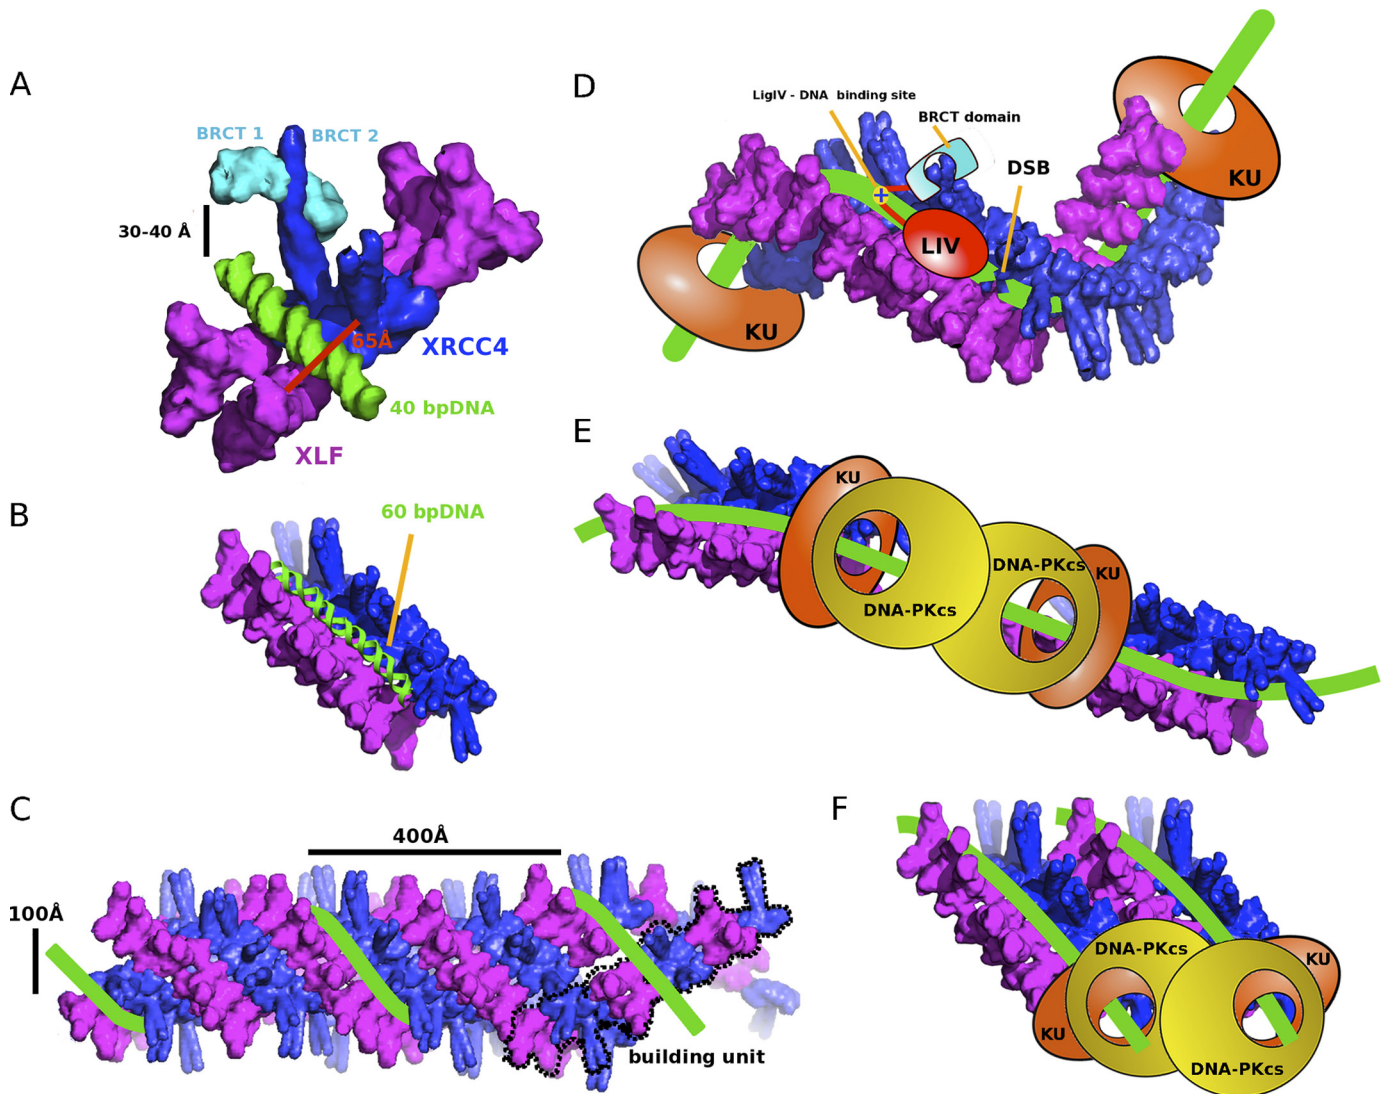 A
BRCT 1
BRCT 2
30-40 Å
65Å
XRCC4
40 bpDNA
XLF
B
60 bpDNA
C
400Å
100Å
building unit
D
LigIV - DNA binding site
BRCT domain
DSB
KU
LIV
KU
+
E
KU
DNA-PKcs
DNA-PKcs
KU
F
DNA-PKcs
KU
KU
DNA-PKcs